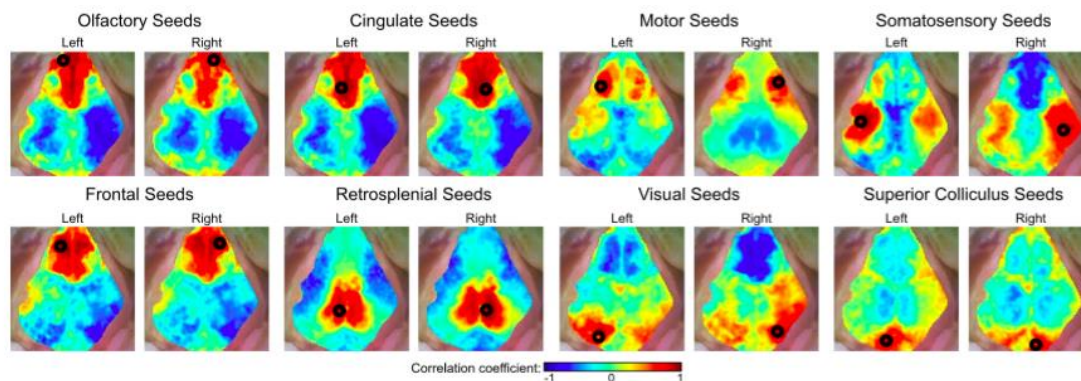 Olfactory Seeds Cingulate Seeds Motor Seeds Somatosensory Seeds
Left Right Left Right Left Right Left Right
Frontal Seeds Retrosplenial Seeds Visual Seeds Superior Colliculus Seeds
Left Right Left Right Left Right Left Right
Correlation coefficient:
-1 0 1